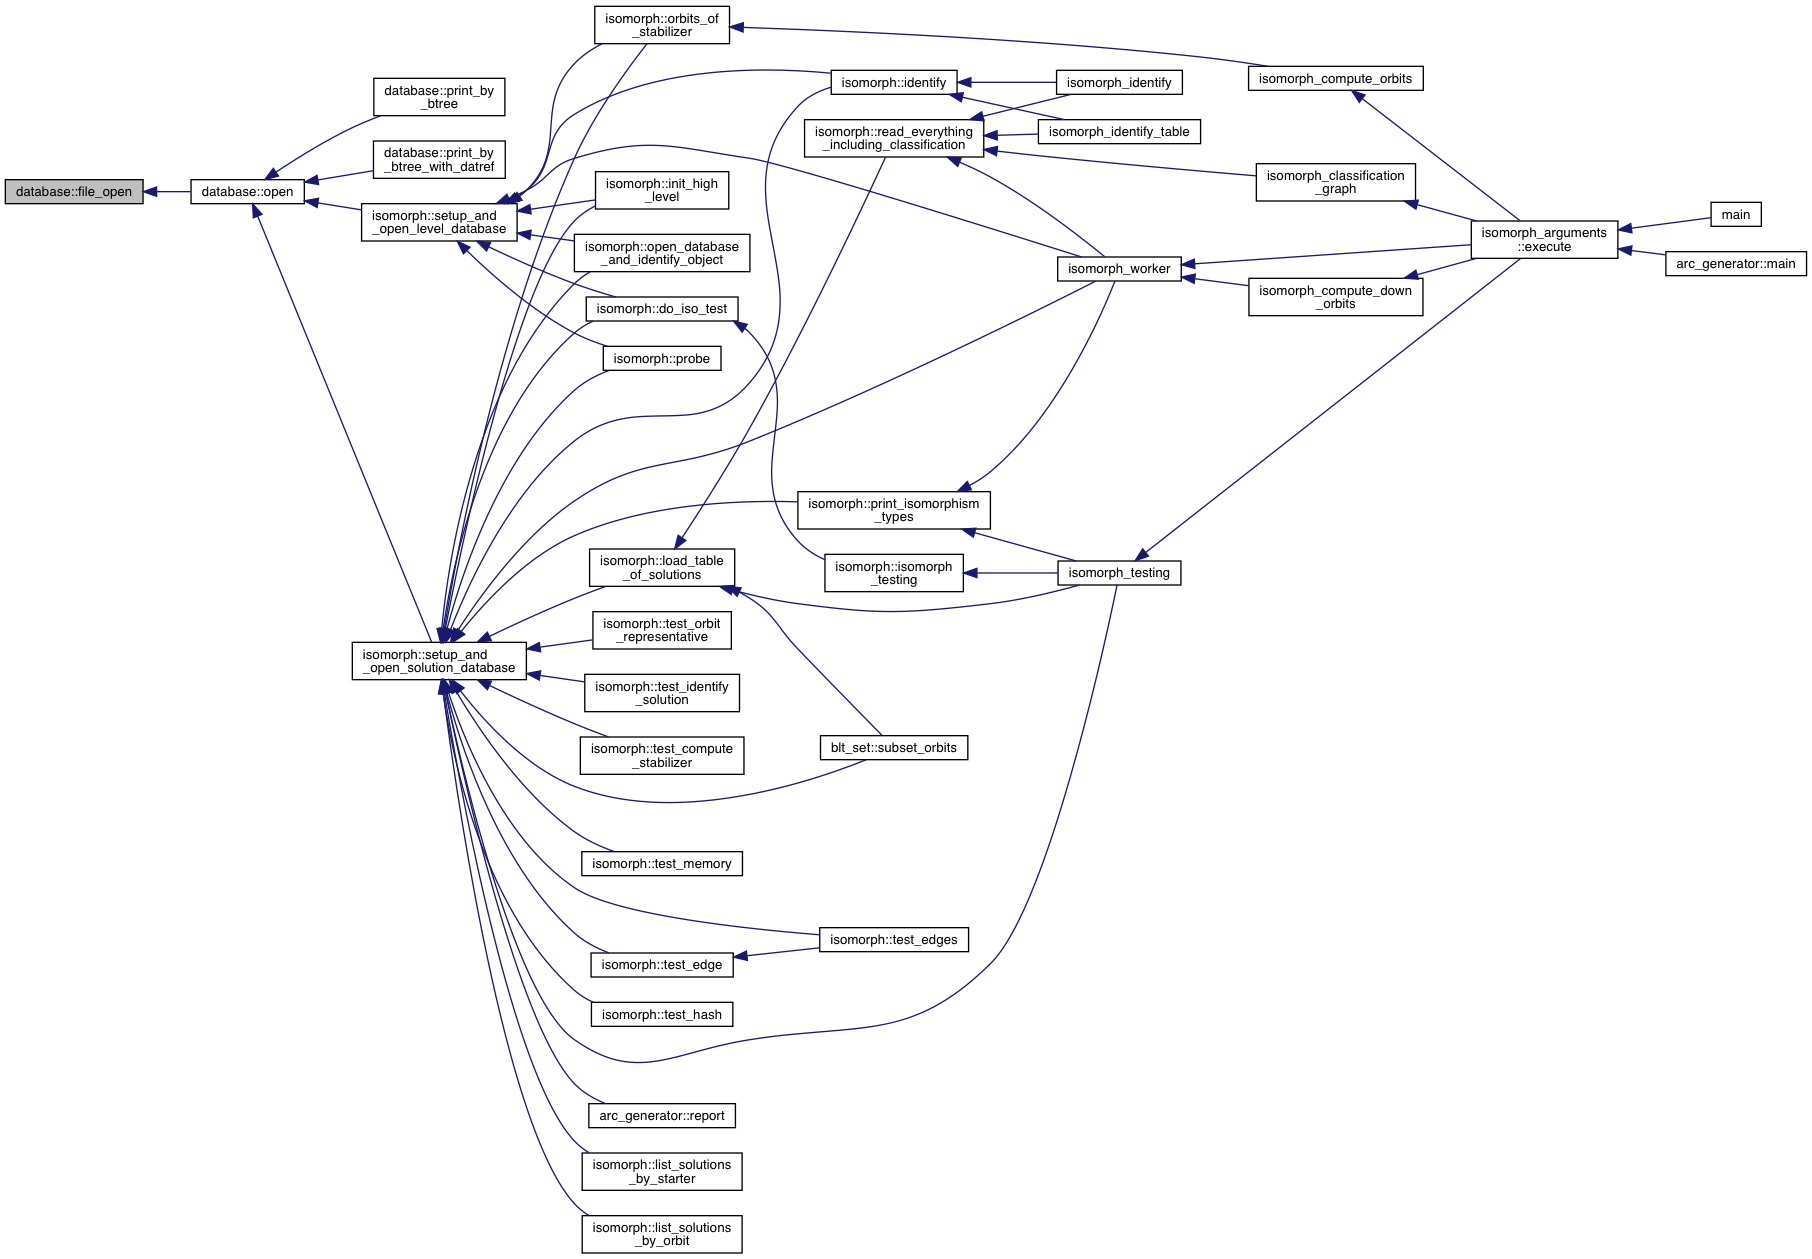 database::file_open
database::open
database::print_by
_btree
database::print_by
_btree_with_datref
isomorph::setup_and
_open_level_database
isomorph::setup_and
_open_solution_database
isomorph::orbits_of
_stabilizer
isomorph::init_high
_level
isomorph::open_database
_and_identify_object
isomorph::do_iso_test
isomorph::probe
isomorph::load_table
_of_solutions
isomorph::test_orbit
_representative
isomorph::test_identify
_solution
isomorph::test_compute
_stabilizer
isomorph::test_memory
isomorph::test_edge
isomorph::test_hash
arc_generator::report
isomorph::list_solutions
_by_starter
isomorph::list_solutions
_by_orbit
isomorph::identify
isomorph::read_everything
_including_classification
isomorph::print_isomorphism
_types
isomorph::isomorph
_testing
blt_set::subset_orbits
isomorph::test_edges
isomorph_identify
isomorph_identify_table
isomorph_worker
isomorph_testing
isomorph_compute_orbits
isomorph_classification
_graph
isomorph_compute_down
_orbits
isomorph_arguments
::execute
main
arc_generator::main